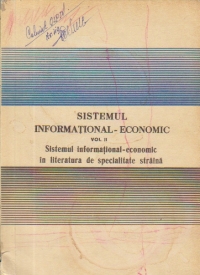 SISTEMUL
INFORMAȚIONAL-ECONOMIC
VOL II
Sistemul informațional-economic
în literatura de specialitate străină